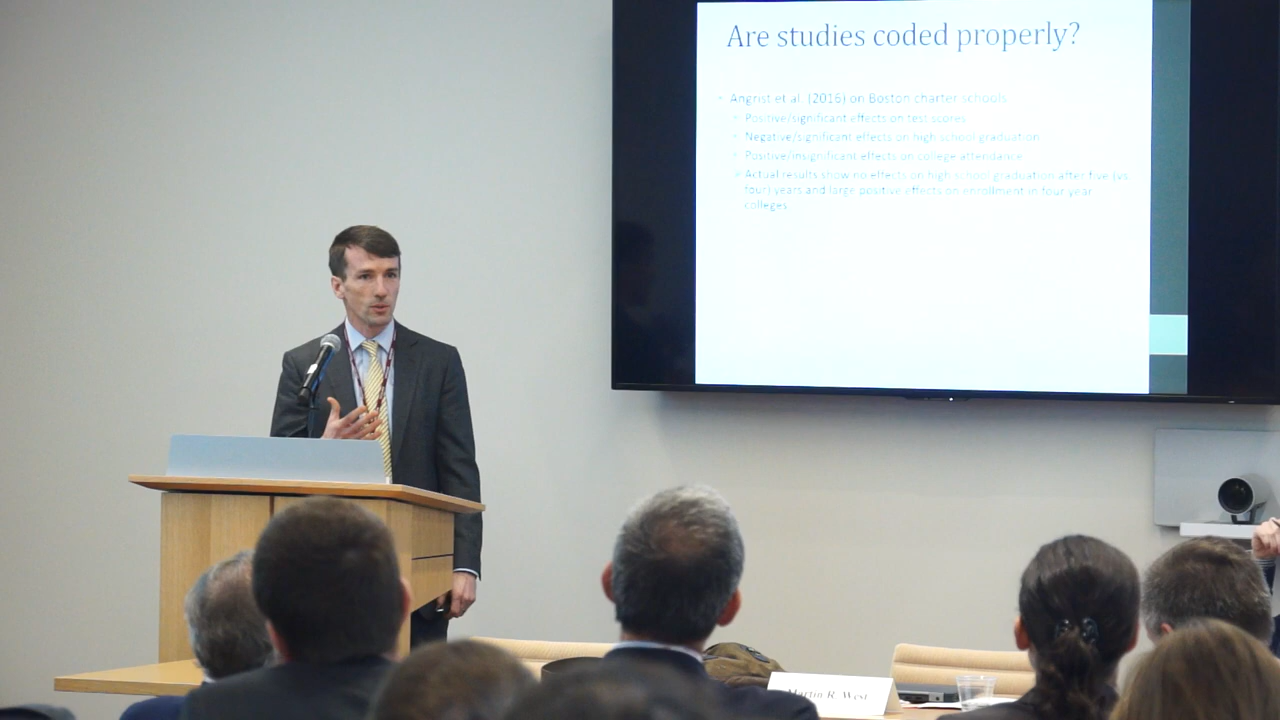 Are studies coded properly?
Angrist et al. (2016) on Boston charter schools
Positive/significant effects on test scores
Negative/significant effects on high school graduation
Positive/insignificant effects on college attendance
Actual results show no effects on high school graduation after five (vs.
four) years and large positive effects on enrollment in four year
colleges
Martin R. West